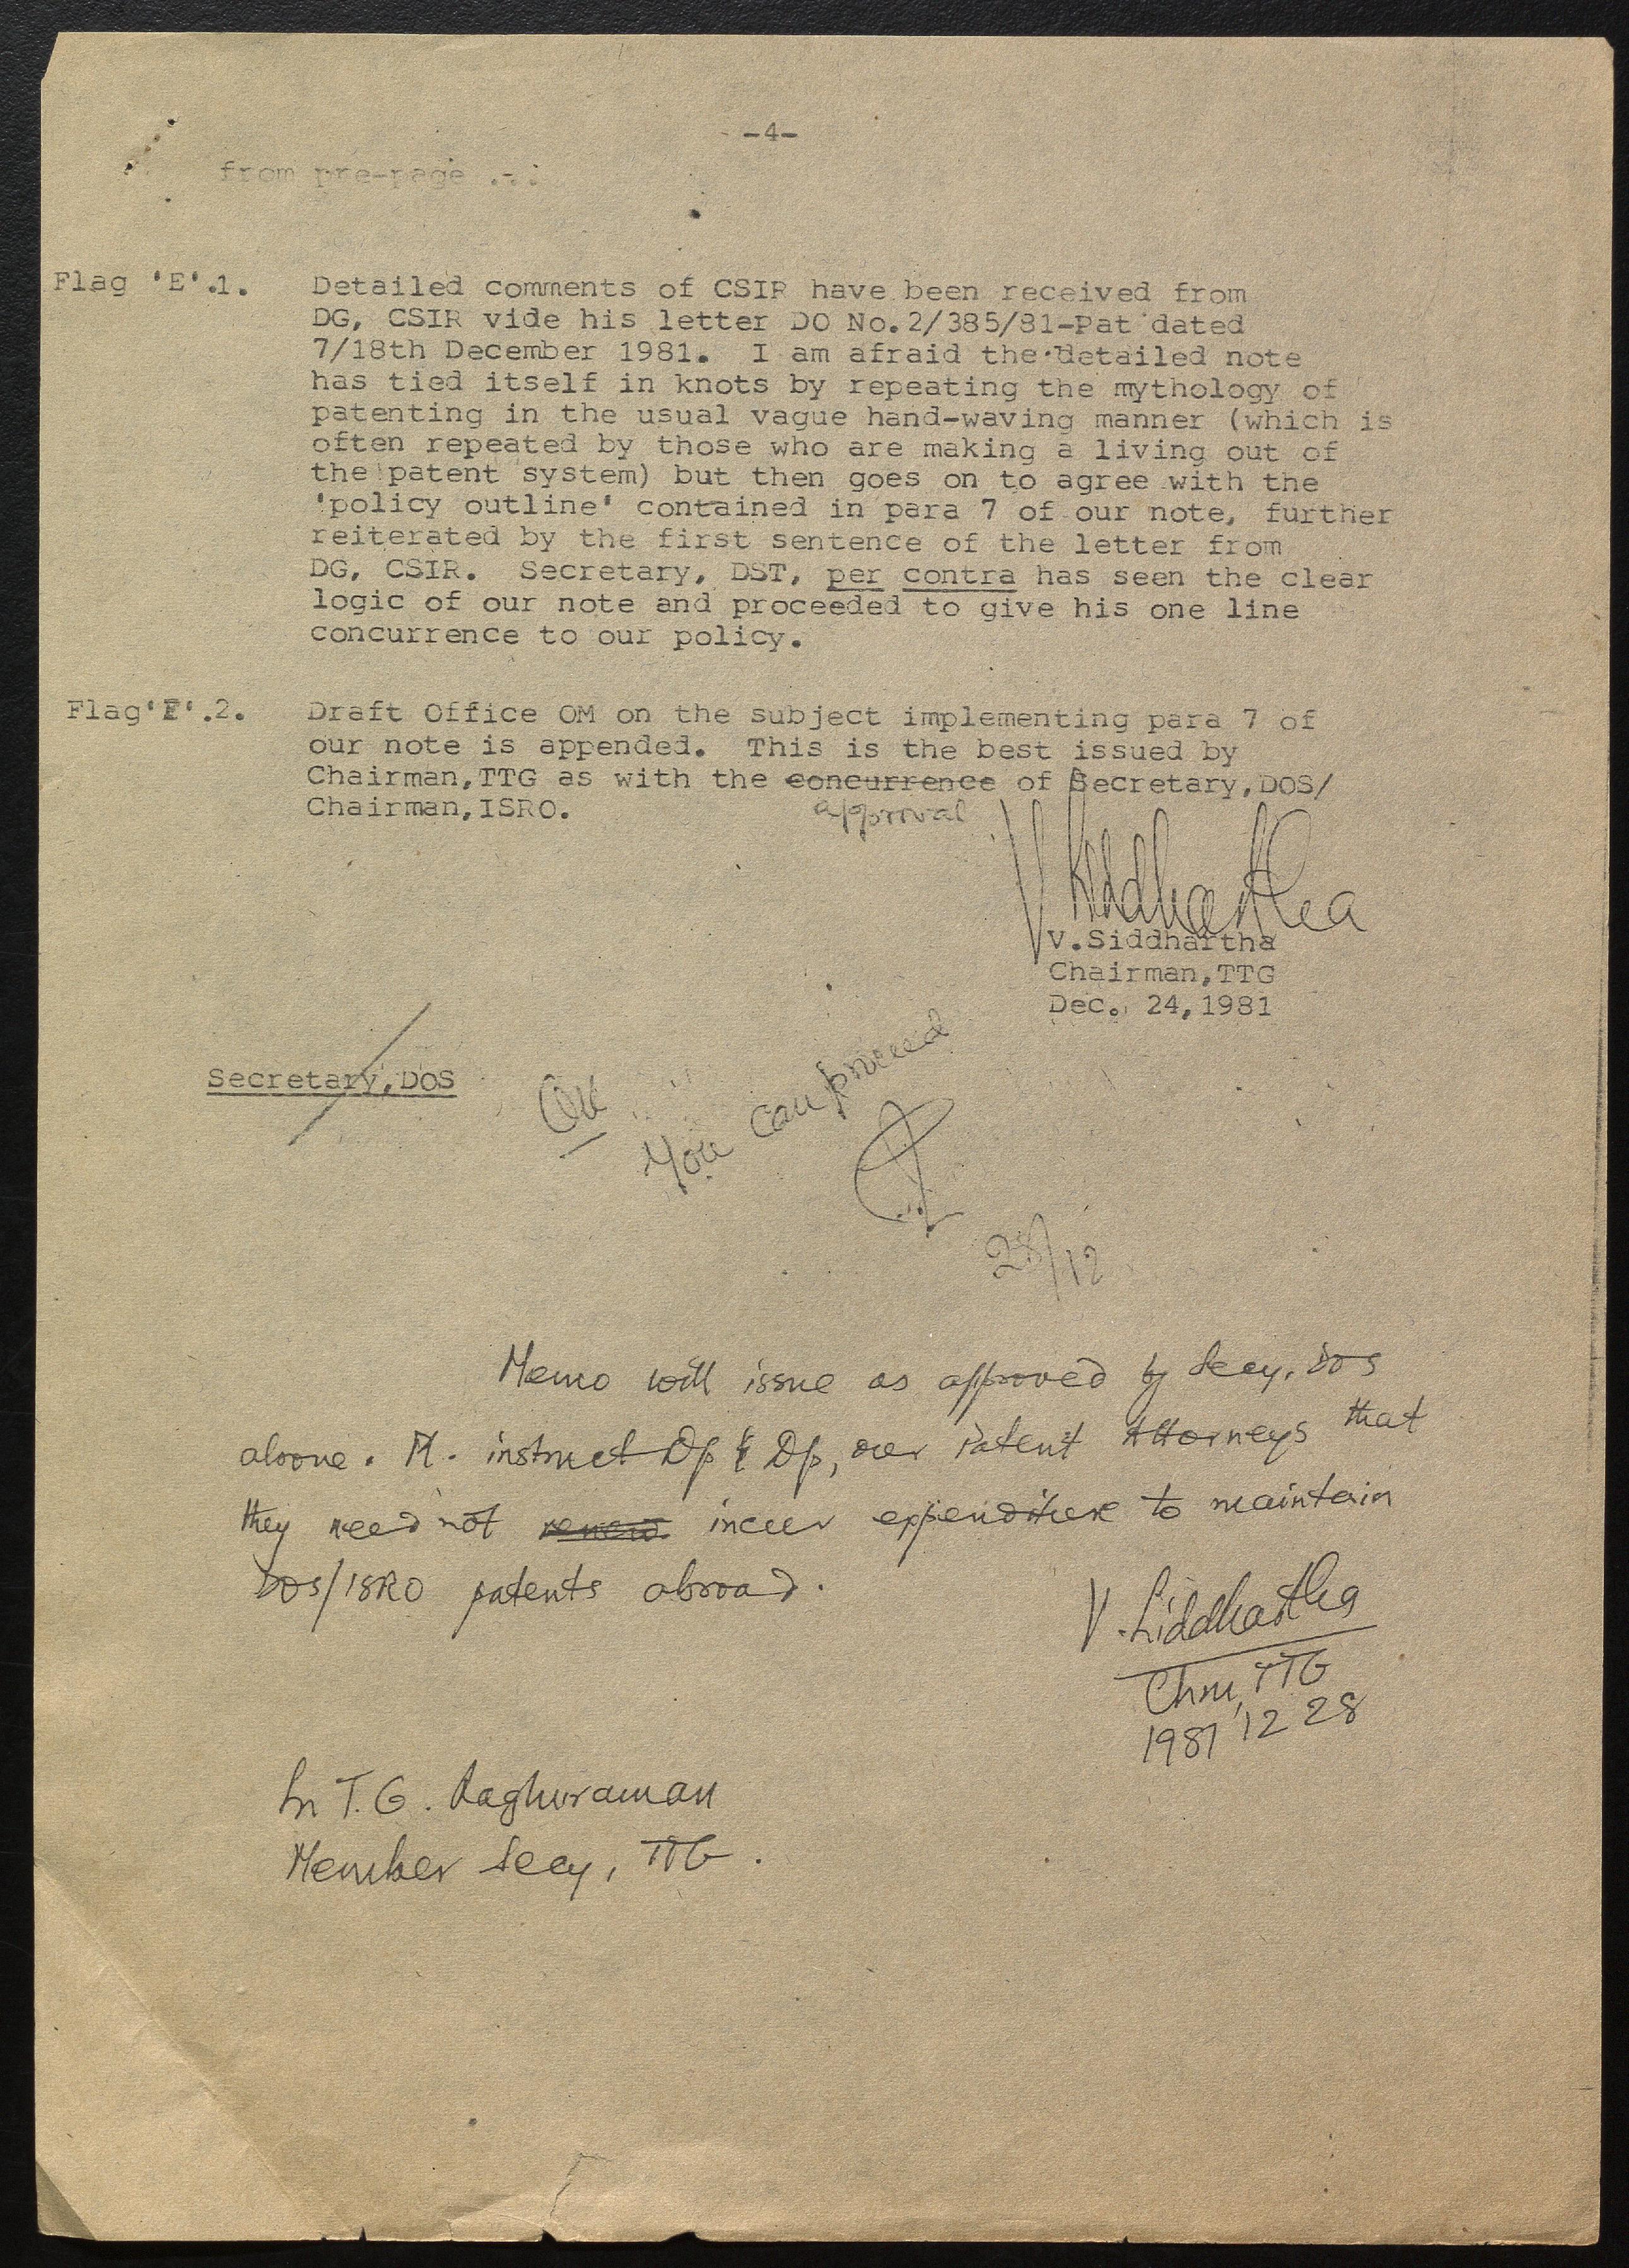 -4-
from pre-page ..:
Flag 'E'.1. Detailed comments of CSIR have been received from
DG, CSIR vide his letter DO No.2/385/81-Pat dated
7/18th December 1981. I am afraid the detailed note
has tied itself in knots by repeating the mythology of
patenting in the usual vague hand-waving manner (which is
often repeated by those who are making a living out of
the patent system) but then goes on to agree with the
'policy outline' contained in para 7 of our note, further
reiterated by the first sentence of the letter from
DG, CSIR. Secretary, DST, per contra has seen the clear
logic of our note and proceeded to give his one line
concurrence to our policy.
Flag 'F'.2. Draft Office OM on the subject implementing para 7 of
our note is appended. This is the best issued by
Chairman,TTG as with the concurrence of Secretary,DOS/
approval
Chairman,ISRO.
V Siddhartha
V.Siddhartha
Chairman,TTG
Dec. 24,1981
Secretary,DOS
OK
You can proceed
28/12
Memo will issue as approved by Secy, DOS
above. Pl. instruct Dp & Dp, our Patent Attorneys that
they need not renew incur expenditure to maintain
DOS/ISRO patents abroad.
V. Siddhartha
Chm, TTG
1981 12 28
T.G. Raghuraman
Member Secy, TTG.